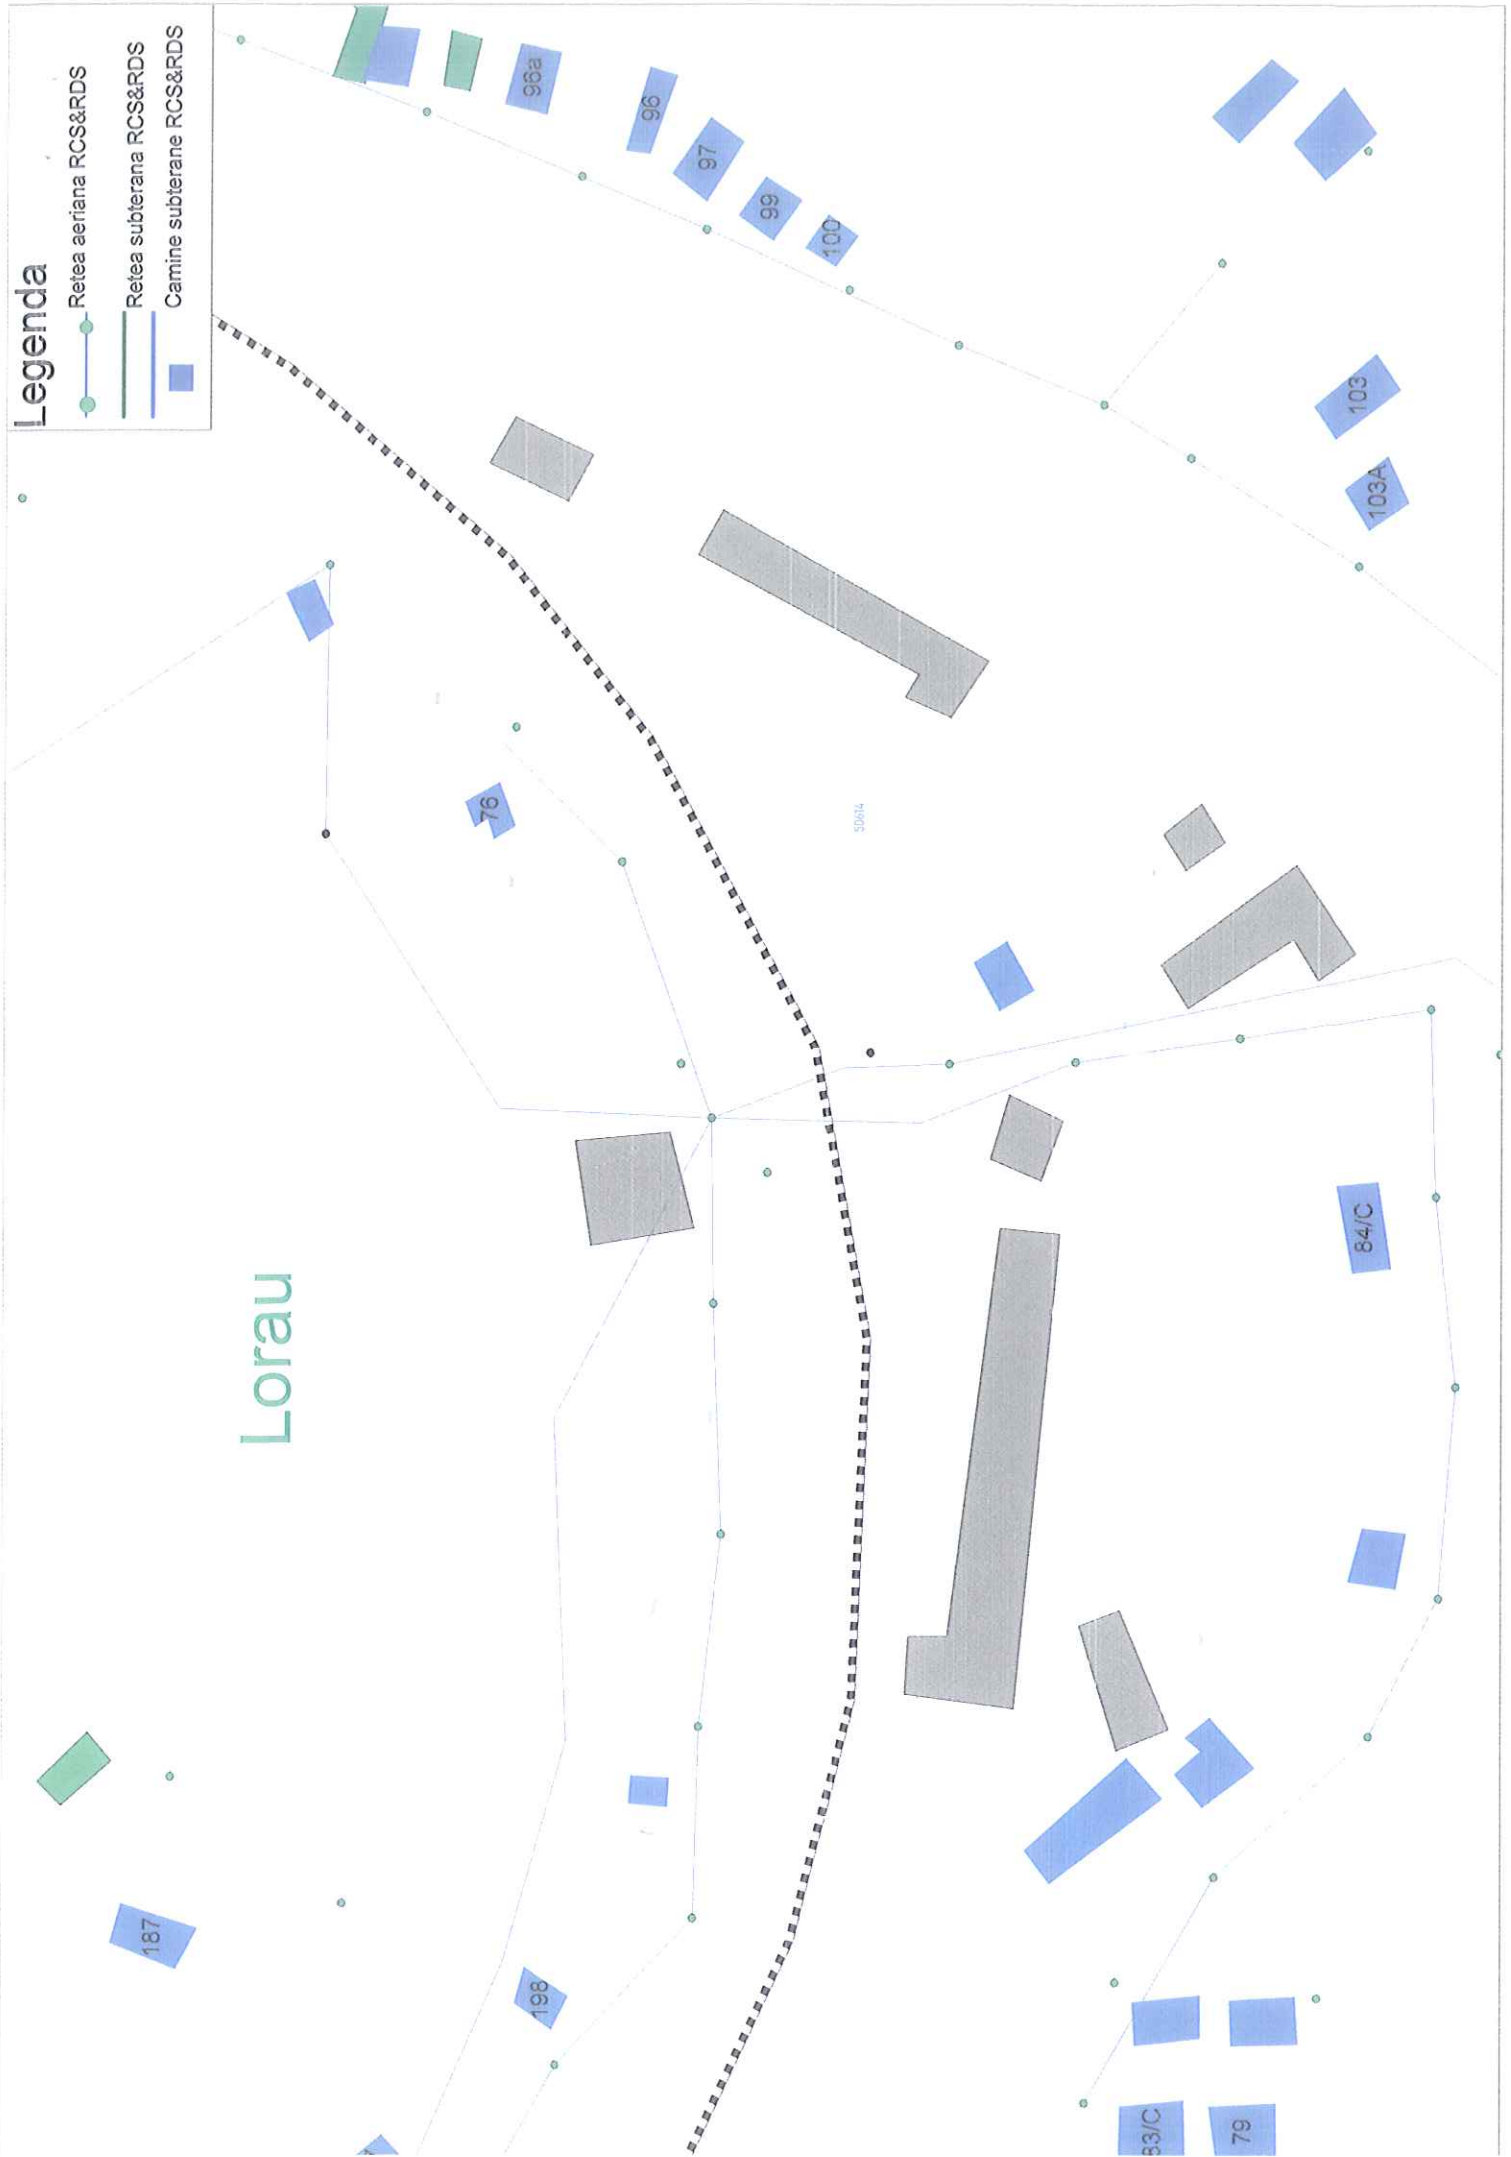 Legenda
Retea aeriana RCS&RDS
Retea subterana RCS&RDS
Camine subterane RCS&RDS
96a
96
97
99
100
103
103A
76
50614
Lorau
84/C
187
198
83/C
79